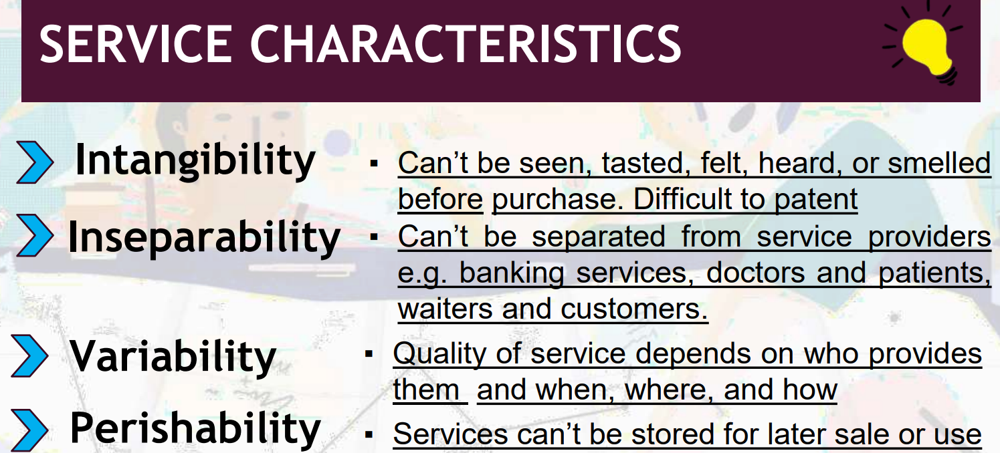 SERVICE CHARACTERISTICS
Intangibility
▪ Can’t be seen, tasted, felt, heard, or smelled
before purchase. Difficult to patent
Inseparability
▪ Can’t be separated from service providers
e.g. banking services, doctors and patients,
waiters and customers.
Variability
▪ Quality of service depends on who provides
them and when, where, and how
Perishability
▪ Services can’t be stored for later sale or use